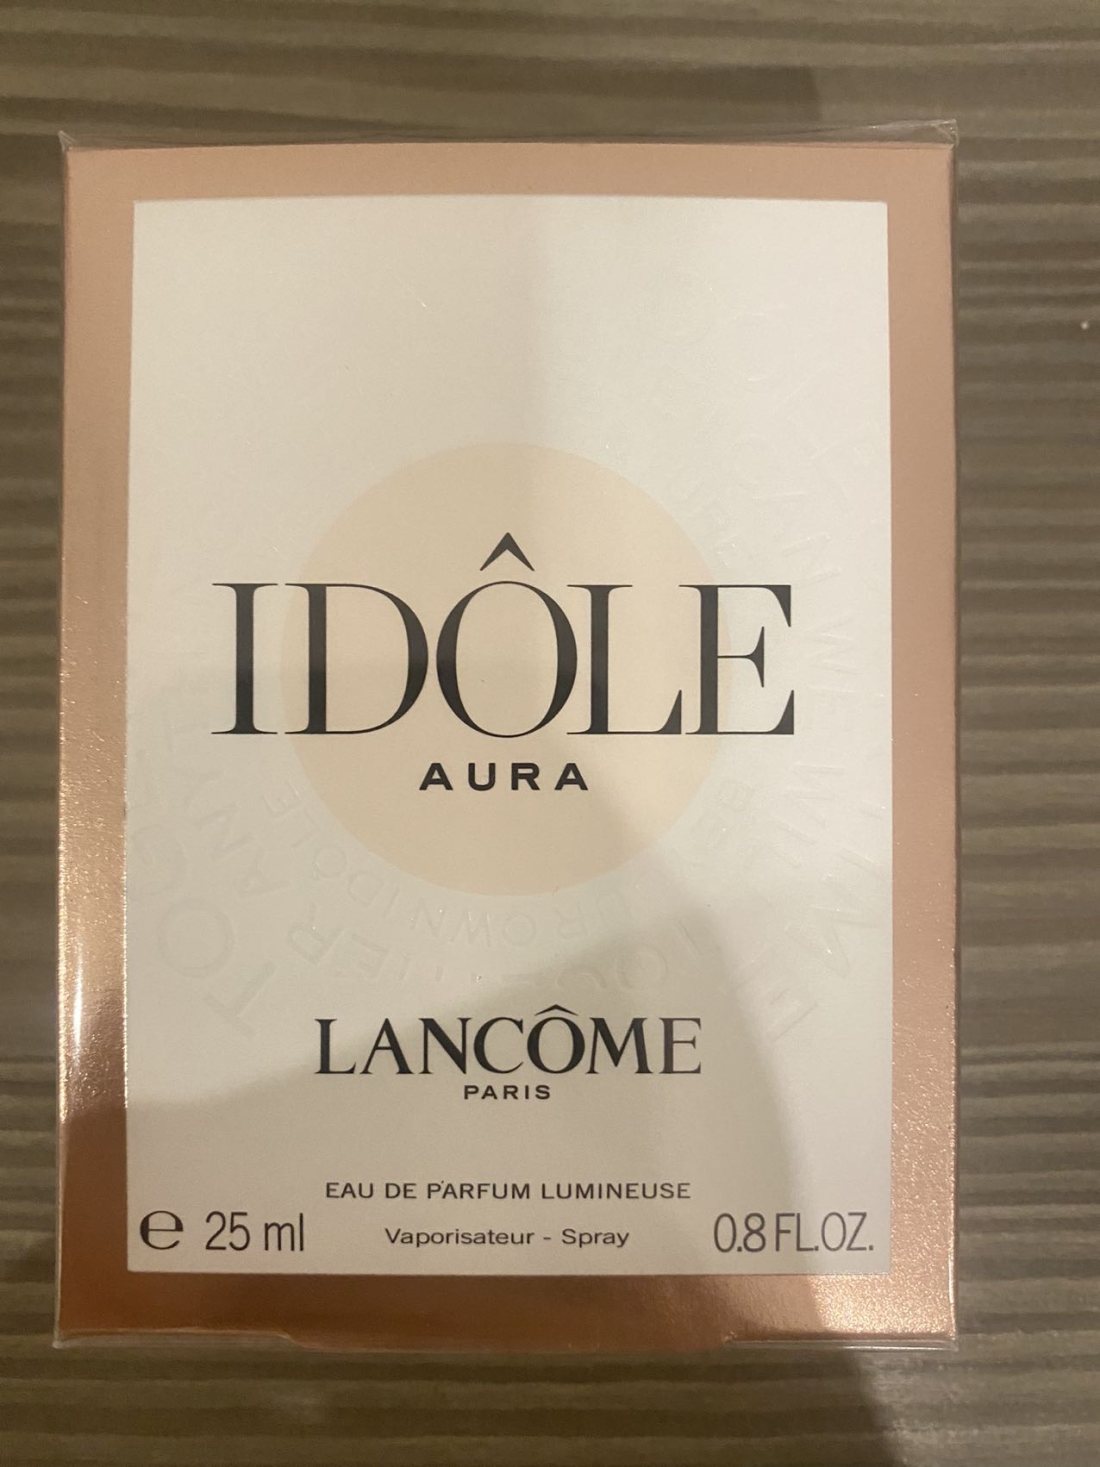 IDÔLE
AURA
LANCÔME
PARIS
EAU DE PARFUM LUMINEUSE
e 25 ml
Vaporisateur - Spray
0.8 FL.OZ.